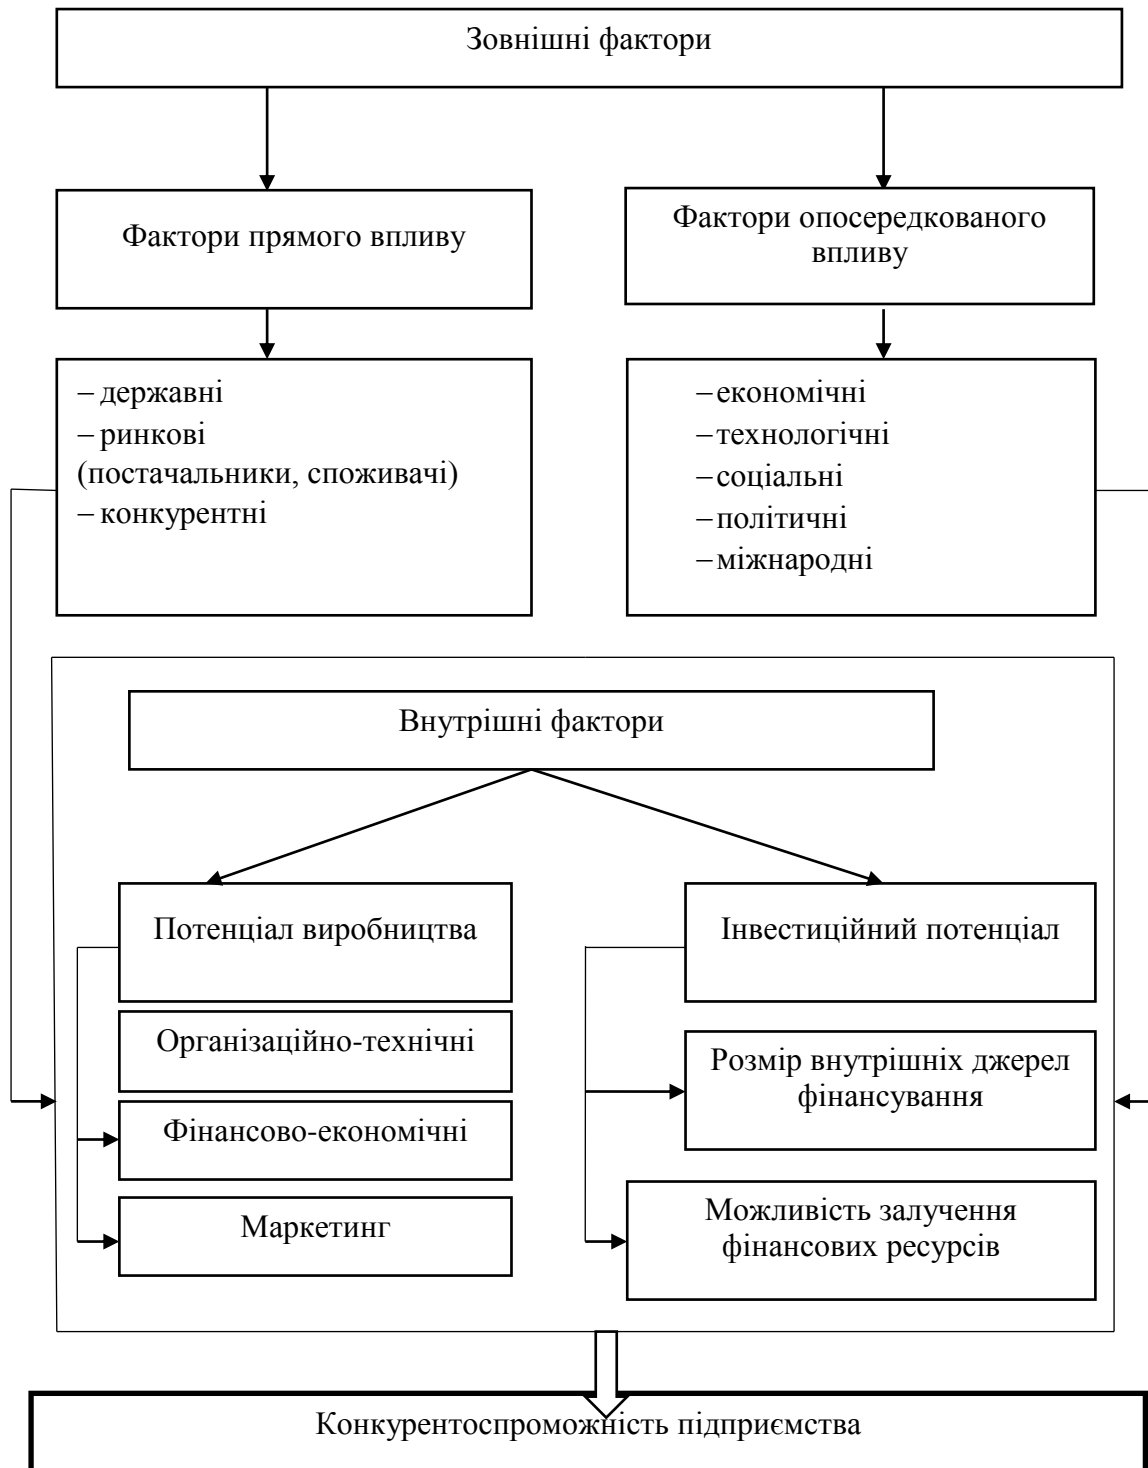 Зовнішні фактори
Фактори прямого впливу
Фактори опосередкованого
впливу
– державні
– ринкові
(постачальники, споживачі)
– конкурентні
– економічні
– технологічні
– соціальні
– політичні
– міжнародні
Внутрішні фактори
Потенціал виробництва
Організаційно-технічні
Фінансово-економічні
Маркетинг
Інвестиційний потенціал
Розмір внутрішніх джерел
фінансування
Можливість залучення
фінансових ресурсів
Конкурентоспроможність підприємства